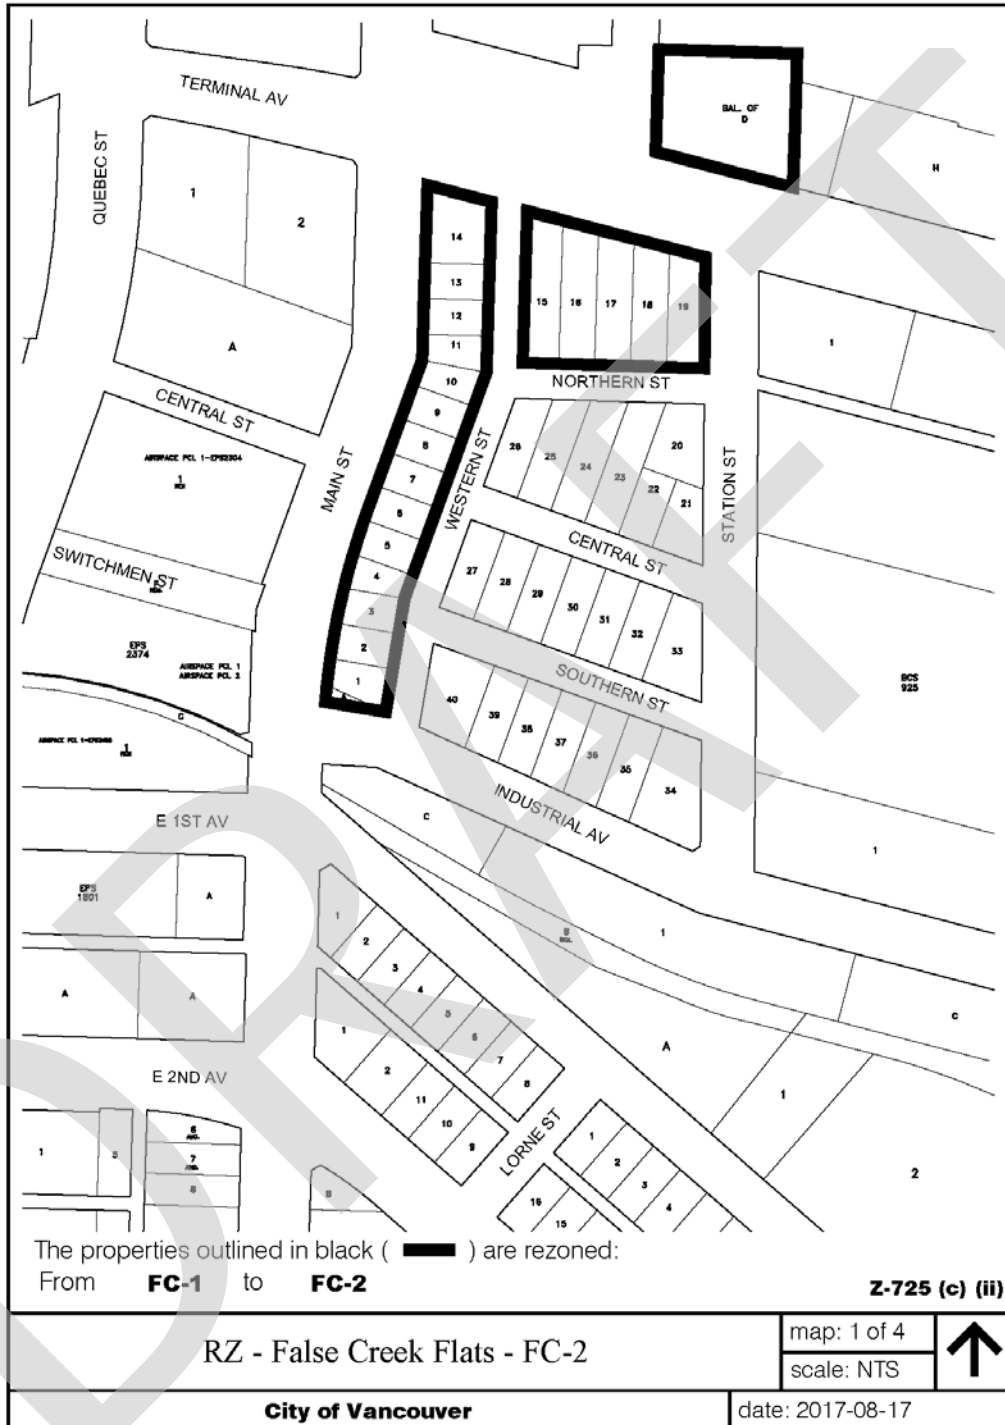 TERMINAL AV
QUEBEC ST
BAL. OF
D
H
1
2
A
14
13
12
11
10
9
8
7
6
5
4
3
2
1
15 16 17 18 19
NORTHERN ST
1
CENTRAL ST
MAIN ST
WESTERN ST
STATION ST
26 25 24 23 22 20
21
AIRSPACE PCL 1-EPS2304
1
CENTRAL ST
SWITCHMEN ST
27 28 29 30 31 32 33
EPS
2374
AIRSPACE PCL 1
AIRSPACE PCL 2
SOUTHERN ST
BCS
925
G
40 39 38 37 36 35 34
1
INDUSTRIAL AV
E 1ST AV
C
1
EPS
1801
A
1 2 3 4 5 6 7 8
B
1
A
A
C
1 2 11 10 9
A
1
2
E 2ND AV
LORNE ST
1
5
6
7
8
B
16
15
1 2 3 4
DRAFT
The properties outlined in black ( ) are rezoned:
From FC-1 to FC-2
Z-725 (c) (ii)
RZ - False Creek Flats - FC-2
map: 1 of 4
scale: NTS
City of Vancouver
date: 2017-08-17